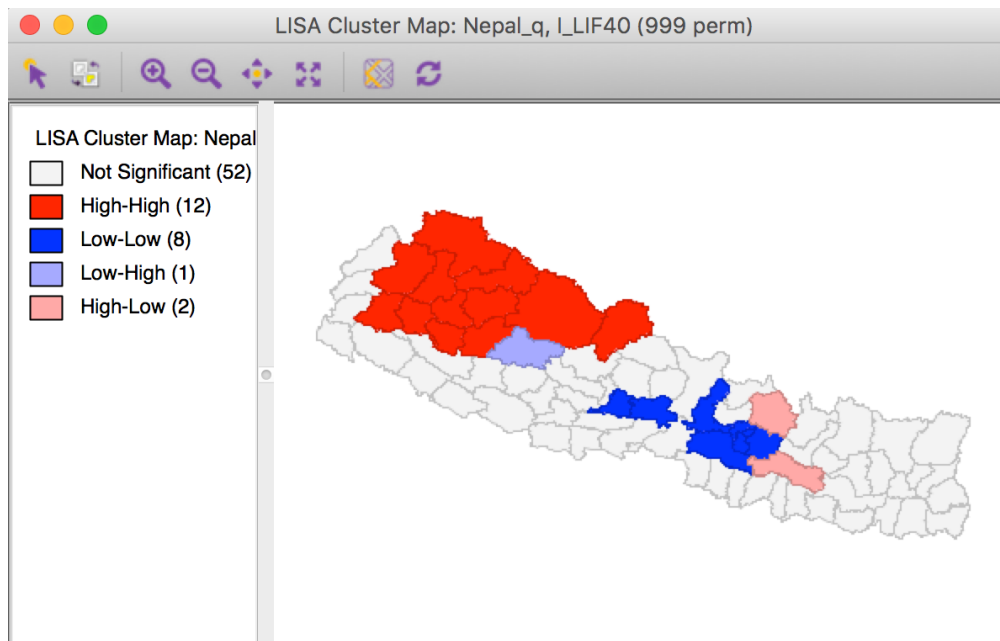 LISA Cluster Map: Nepal_q, I_LIF40 (999 perm)
LISA Cluster Map: Nepal
Not Significant (52)
High-High (12)
Low-Low (8)
Low-High (1)
High-Low (2)